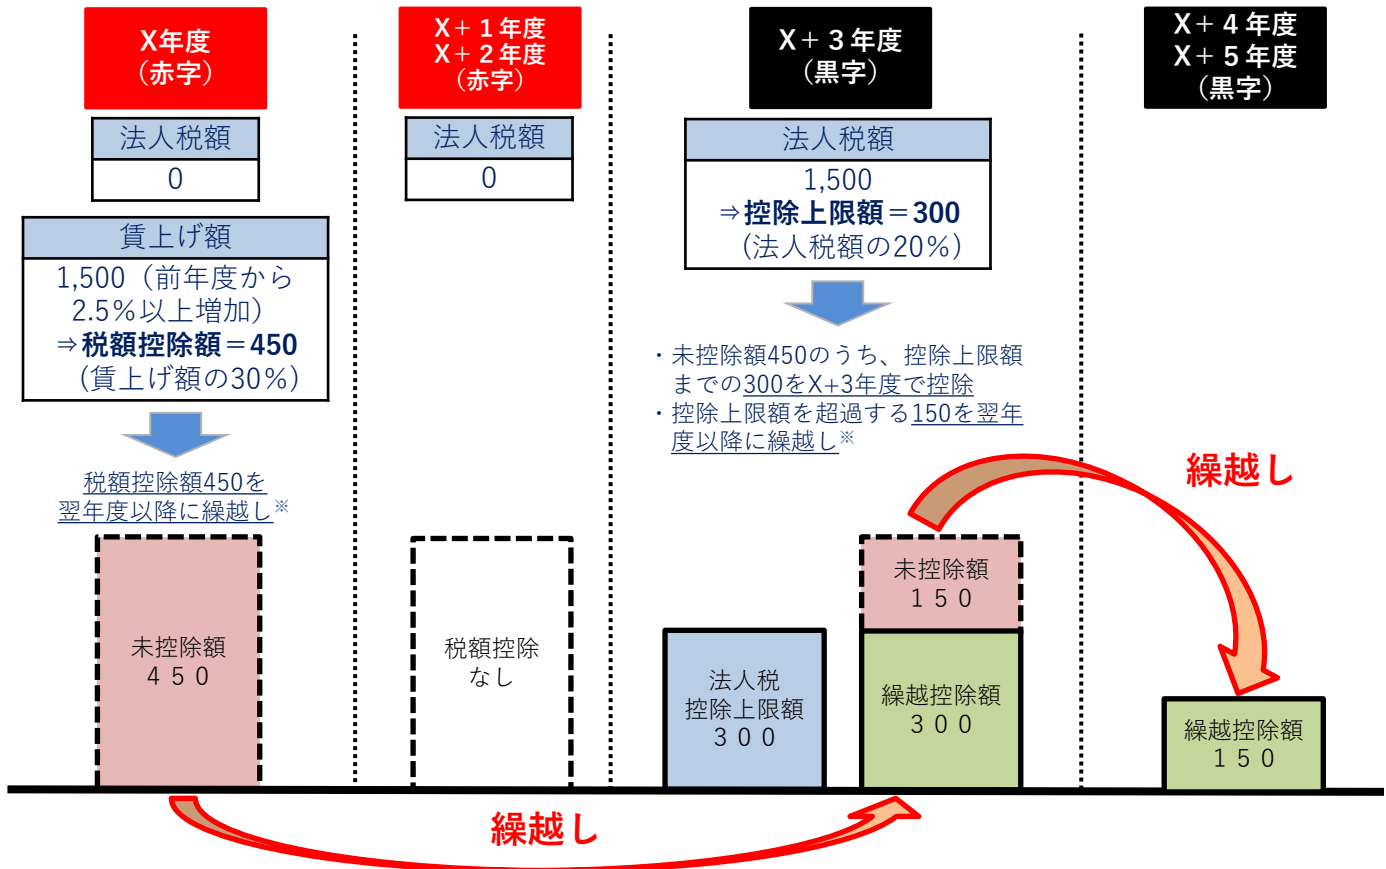 X年度
（赤字）
法人税額
0
賃上げ額
1,500（前年度から
2.5％以上増加）
⇒税額控除額＝450
（賃上げ額の30％）
税額控除額450を
翌年度以降に繰越し※
未控除額
４５０
X＋１年度
X＋２年度
（赤字）
法人税額
0
税額控除
なし
X＋３年度
（黒字）
法人税額
1,500
⇒控除上限額＝300
（法人税額の20％）
・未控除額450のうち、控除上限額
までの300をX+3年度で控除
・控除上限額を超過する150を翌年
度以降に繰越し※
法人税
控除上限額
３００
未控除額
１５０
繰越控除額
３００
X＋４年度
X＋５年度
（黒字）
繰越し
繰越控除額
１５０
繰越し